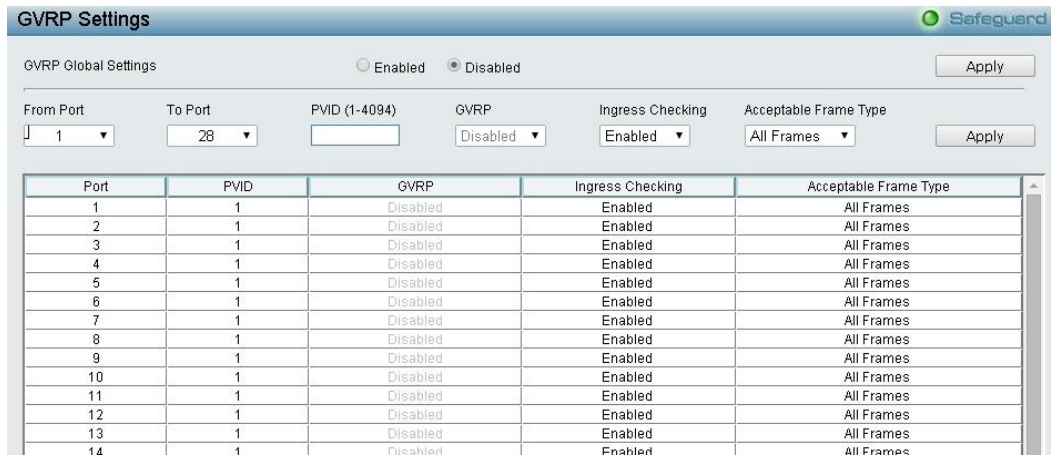 GVRP Settings Safeguard
GVRP Global Settings Enabled Disabled Apply
From Port To Port PVID (1-4094) GVRP Ingress Checking Acceptable Frame Type
1 28 Disabled Enabled All Frames Apply
Port PVID GVRP Ingress Checking Acceptable Frame Type
1 1 Disabled Enabled All Frames
2 1 Disabled Enabled All Frames
3 1 Disabled Enabled All Frames
4 1 Disabled Enabled All Frames
5 1 Disabled Enabled All Frames
6 1 Disabled Enabled All Frames
7 1 Disabled Enabled All Frames
8 1 Disabled Enabled All Frames
9 1 Disabled Enabled All Frames
10 1 Disabled Enabled All Frames
11 1 Disabled Enabled All Frames
12 1 Disabled Enabled All Frames
13 1 Disabled Enabled All Frames
14 1 Disabled Enabled All Frames